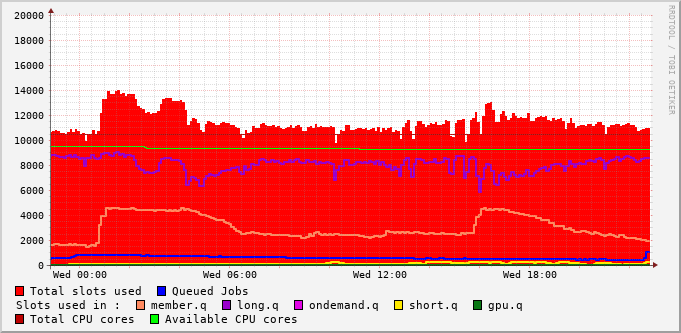 20000
18000
16000
14000
12000
10000
8000
6000
4000
2000
0
Wed 00:00 Wed 06:00 Wed 12:00 Wed 18:00
RRDTOOL / TOBI OETIKER
Total slots used Queued Jobs
Slots used in : member.q long.q ondemand.q short.q gpu.q
Total CPU cores Available CPU cores